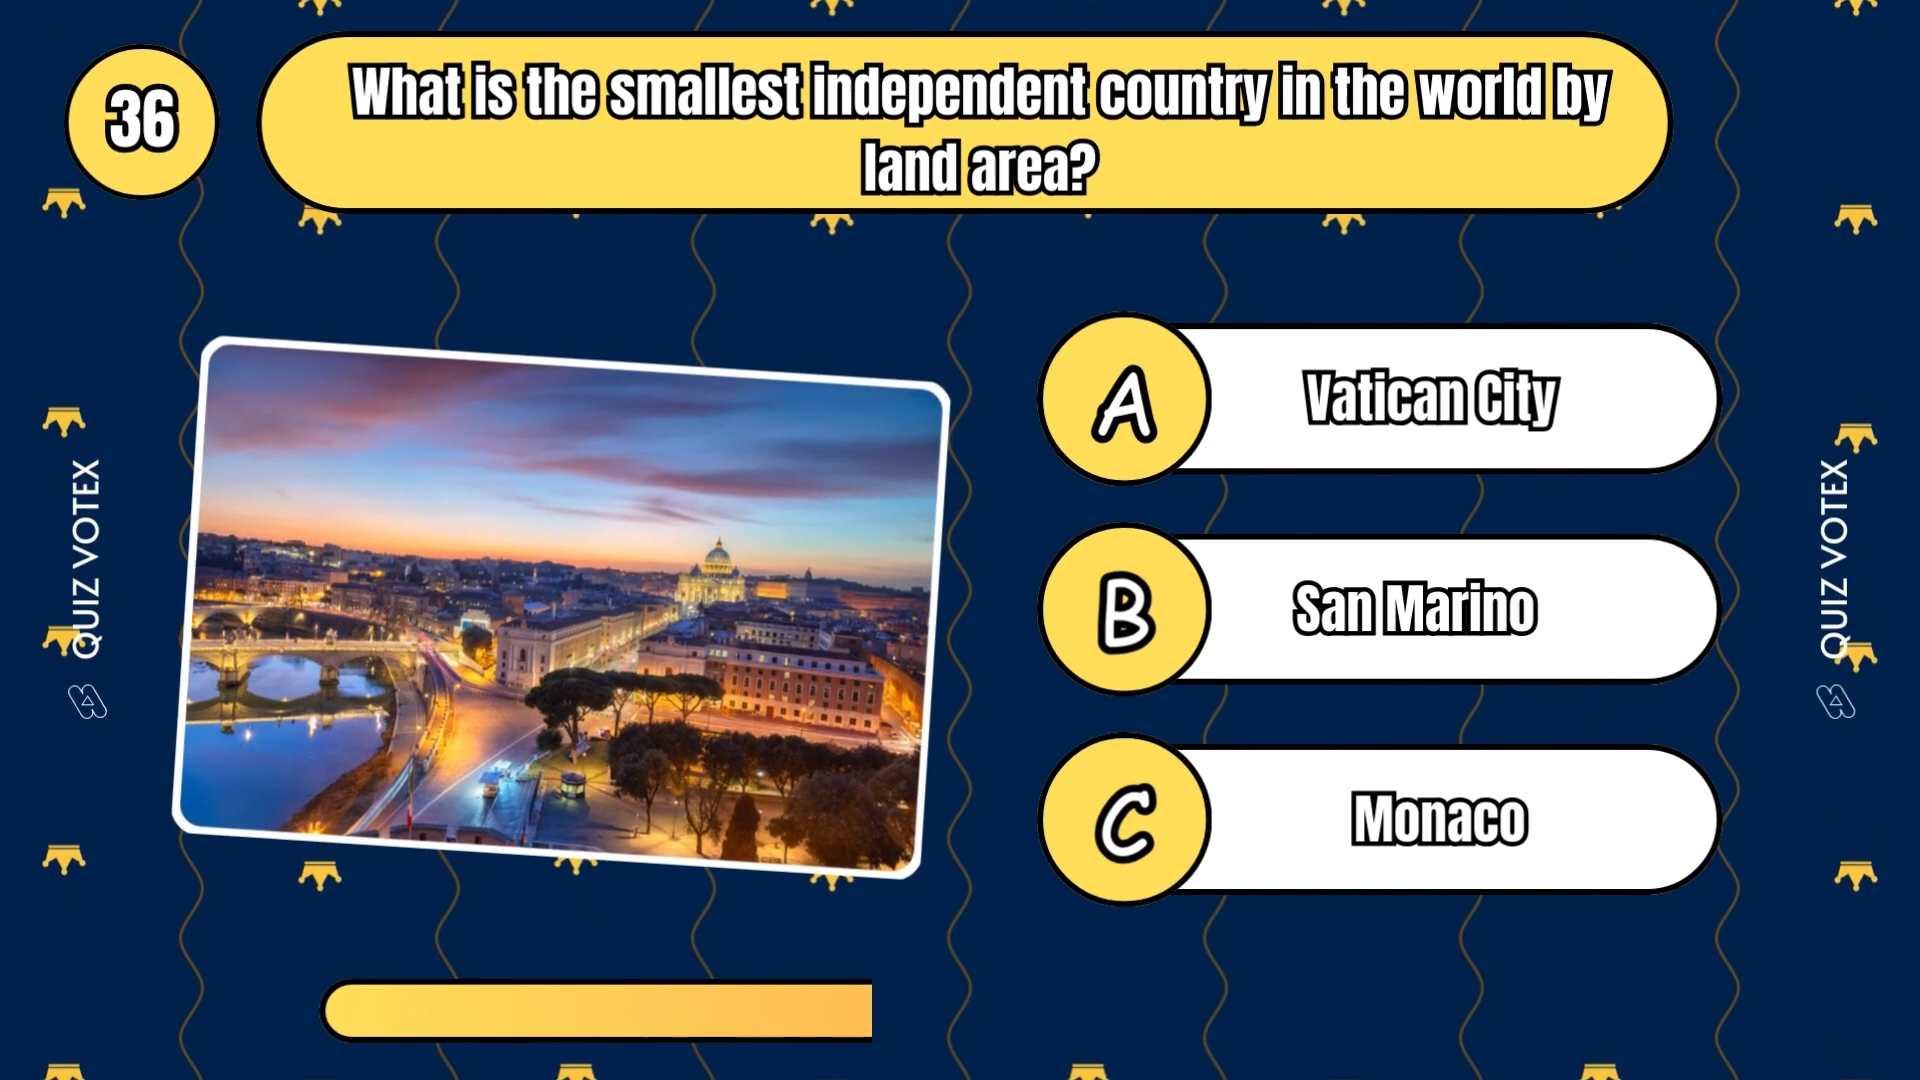 36
What is the smallest independent country in the world by
land area?
A
Vatican City
B
San Marino
C
Monaco
QUIZ VOTEX
QUIZ VOTEX